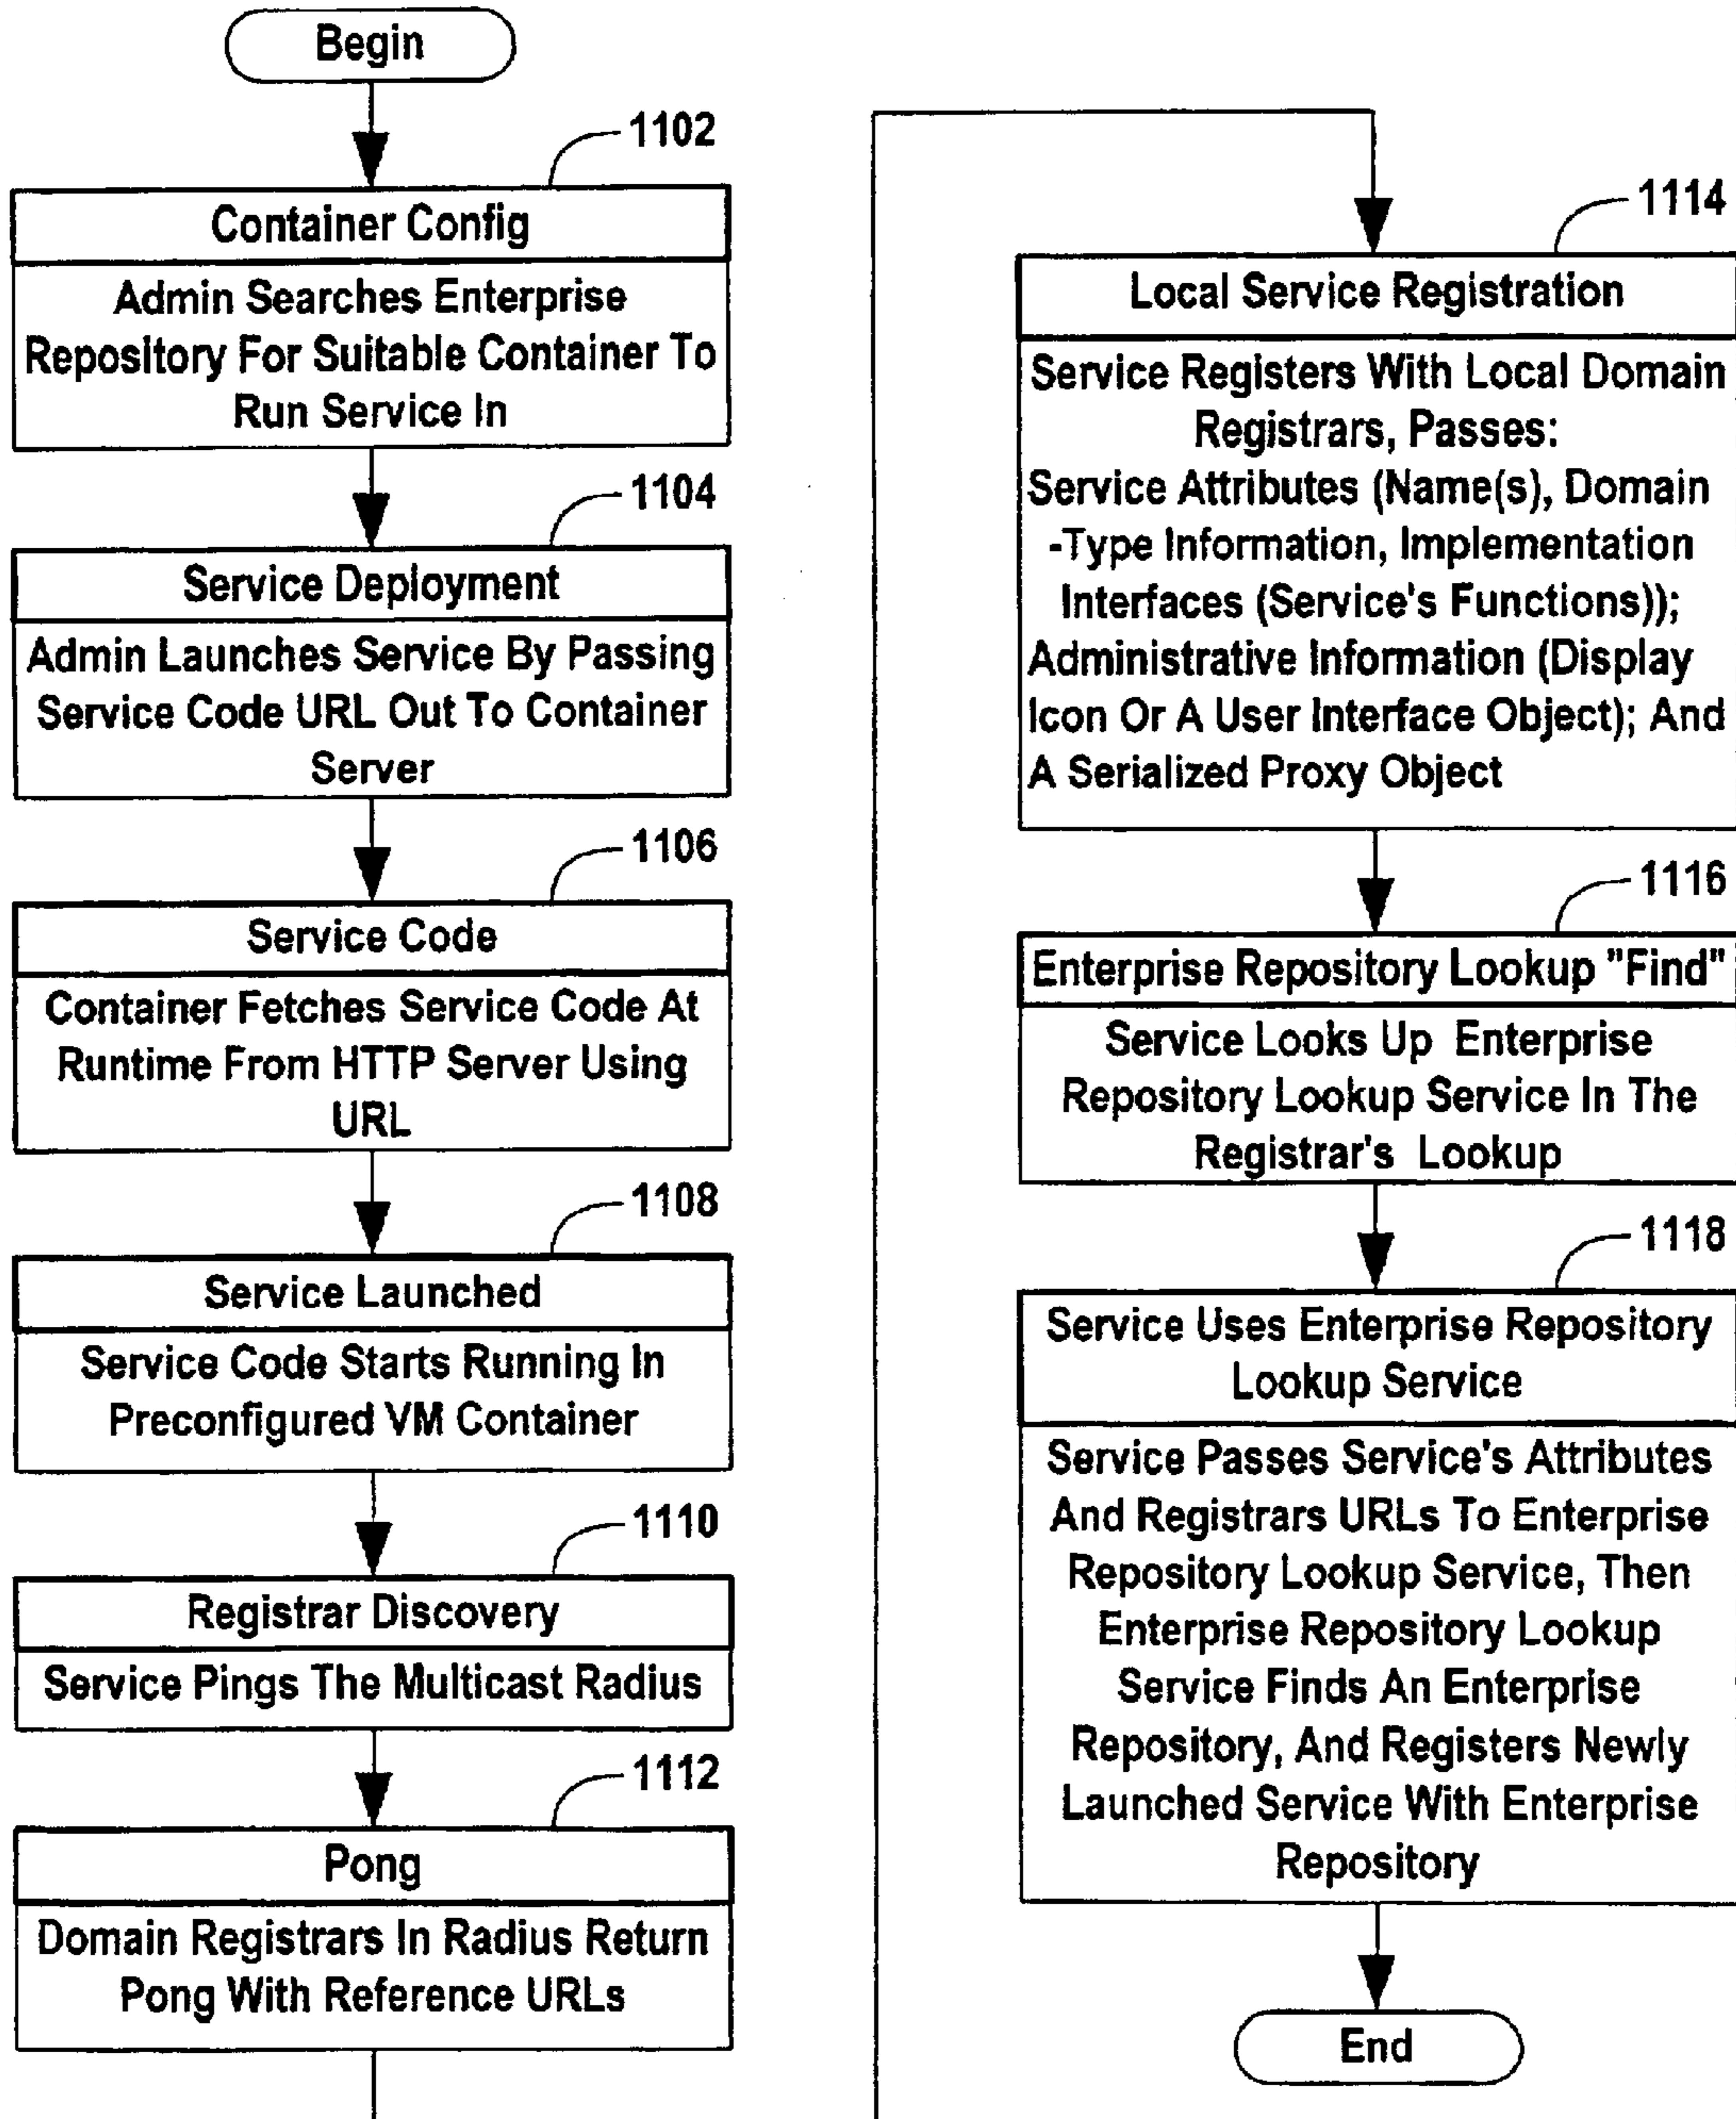 Begin
1102
Container Config
Admin Searches Enterprise
Repository For Suitable Container To
Run Service In
1104
Service Deployment
Admin Launches Service By Passing
Service Code URL Out To Container
Server
1106
Service Code
Container Fetches Service Code At
Runtime From HTTP Server Using
URL
1108
Service Launched
Service Code Starts Running In
Preconfigured VM Container
1110
Registrar Discovery
Service Pings The Multicast Radius
1112
Pong
Domain Registrars In Radius Return
Pong With Reference URLs
1114
Local Service Registration
Service Registers With Local Domain
Registrars, Passes:
Service Attributes (Name(s), Domain
-Type Information, Implementation
Interfaces (Service's Functions));
Administrative Information (Display
Icon Or A User Interface Object); And
A Serialized Proxy Object
1116
Enterprise Repository Lookup "Find"
Service Looks Up Enterprise
Repository Lookup Service In The
Registrar's Lookup
1118
Service Uses Enterprise Repository
Lookup Service
Service Passes Service's Attributes
And Registrars URLs To Enterprise
Repository Lookup Service, Then
Enterprise Repository Lookup
Service Finds An Enterprise
Repository, And Registers Newly
Launched Service With Enterprise
Repository
End